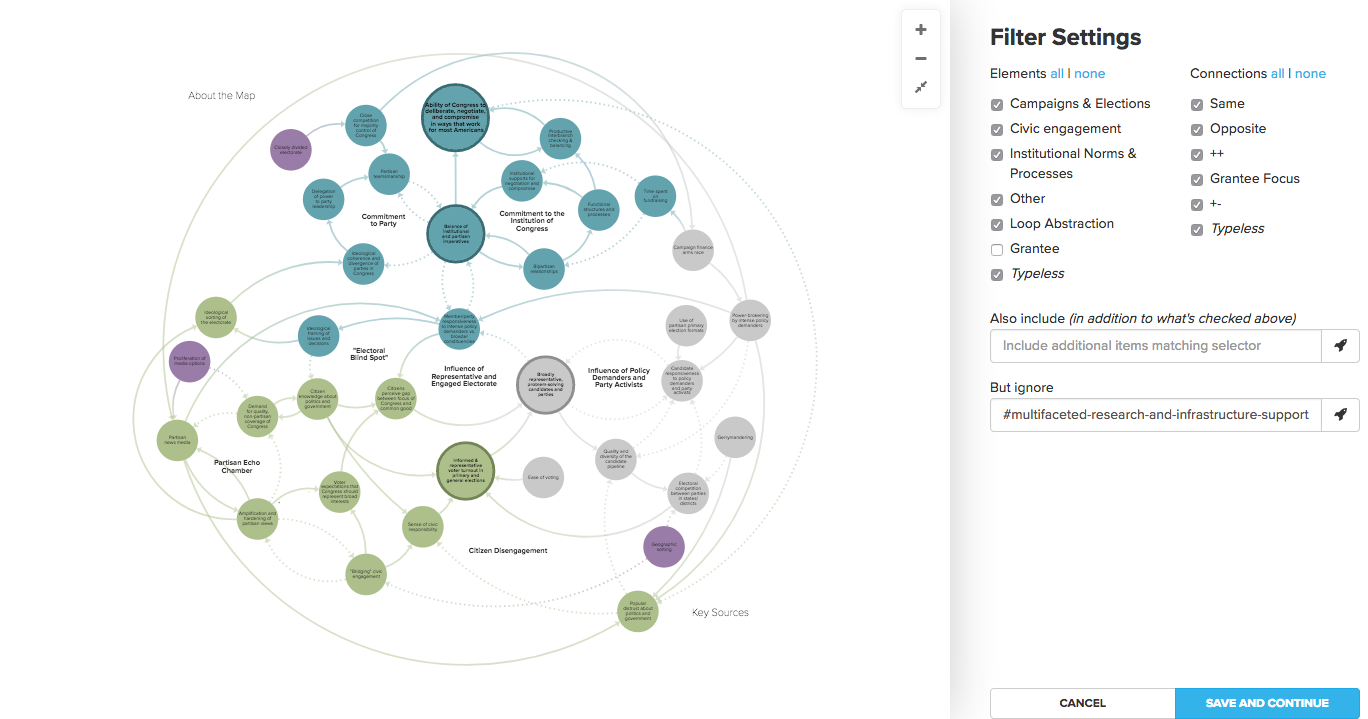 About the Map
Ability of Congress to
deliberate, negotiate,
and compromise
in ways that work
for most Americans
Close
competition
for majority
control of
Congress
Closely divided
electorate
Productive
interbranch
checking &
balancing
Partisan
teamsmanship
Institutional
supports for
negotiation and
compromise
Delegation
of power
to party
leadership
Time spent
on
fundraising
Functional
structures and
processes
Commitment
to Party
Commitment to the
Institution of
Congress
Balance of
institutional
and partisan
imperatives
Campaign finance
arms race
Ideological
coherence and
divergence of
parties in
Congress
Bipartisan
relationships
Ideological
sorting of
the electorate
Member/party
responsiveness
to intense policy
demanders vs.
broader
constituencies
Power-brokering
by intense policy
demanders
Use of
partisan primary
election formats
Ideological
framing of
issues and
decisions
"Electoral
Blind Spot"
Proliferation of
media options
Influence of
Representative and
Engaged Electorate
Influence of Policy
Demanders and
Party Activists
Broadly
representative,
problem-solving
candidates and
parties
Candidate
responsiveness
to policy
demanders
and party
activists
Citizen
knowledge about
politics and
government
Citizens
perceive gap
between focus of
Congress and
common good
Demand
for quality,
non-partisan
coverage of
Congress
Partisan
news media
Gerrymandering
Partisan Echo
Chamber
Quality and
diversity of the
candidate
pipeline
Informed &
representative
voter turnout in
primary and
general elections
Ease of voting
Voter
expectations that
Congress should
represent broad
interests
Electoral
competition
between parties
in states/
districts
Amplification and
hardening of
partisan views
Sense of civic
responsibility
Geographic
sorting
Citizen Disengagement
"Bridging" civic
engagement
Popular
distrust about
politics and
government
Key Sources
+
−
Filter Settings
Elements all | none
Campaigns & Elections
Civic engagement
Institutional Norms &
Processes
Other
Loop Abstraction
Grantee
Typeless
Connections all | none
Same
Opposite
++
Grantee Focus
+-
Typeless
Also include (in addition to what's checked above)
Include additional items matching selector
But ignore
#multifaceted-research-and-infrastructure-support
CANCEL
SAVE AND CONTINUE